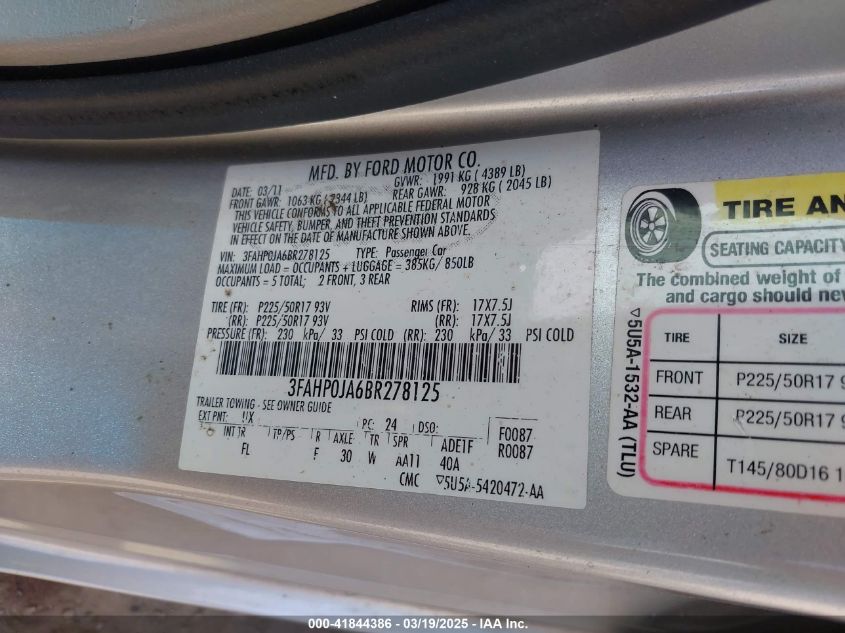 MFD. BY FORD MOTOR CO.
DATE: 03/11 GVWR: 1991 KG ( 4389 LB)
FRONT GAWR: 1063 KG ( 2344 LB) REAR GAWR: 928 KG ( 2045 LB)
THIS VEHICLE CONFORMS TO ALL APPLICABLE FEDERAL MOTOR
VEHICLE SAFETY, BUMPER, AND THEFT PREVENTION STANDARDS
IN EFFECT ON THE DATE OF MANUFACTURE SHOWN ABOVE.
VIN: 3FAHP0JA6BR278125 TYPE: Passenger Car
MAXIMUM LOAD = OCCUPANTS + LUGGAGE = 385KG/ 850LB
OCCUPANTS = 5 TOTAL; 2 FRONT, 3 REAR
TIRE (FR): P225/50R17 93V RIMS (FR): 17X7.5J
(RR): P225/50R17 93V (RR): 17X7.5J
PRESSURE (FR): 230 kPa/ 33 PSI COLD (RR): 230 kPa/ 33 PSI COLD
3FAHP0JA6BR278125
TRAILER TOWING - SEE OWNER GUIDE
EXT PNT: UX RC: 24 DSO: F0087
INT TR TP/PS R AXLE TR SPR ADE1F R0087
FL F 30 W AA11 40A
CMC ▽5U5A-5420472-AA
TIRE AN
SEATING CAPACITY
The combined weight of
and cargo should nev
▽5U5A-1532-AA (TLU)
TIRE SIZE
FRONT P225/50R17 9
REAR P225/50R17 9
SPARE T145/80D16 1
000-41844386 - 03/19/2025 - IAA Inc.